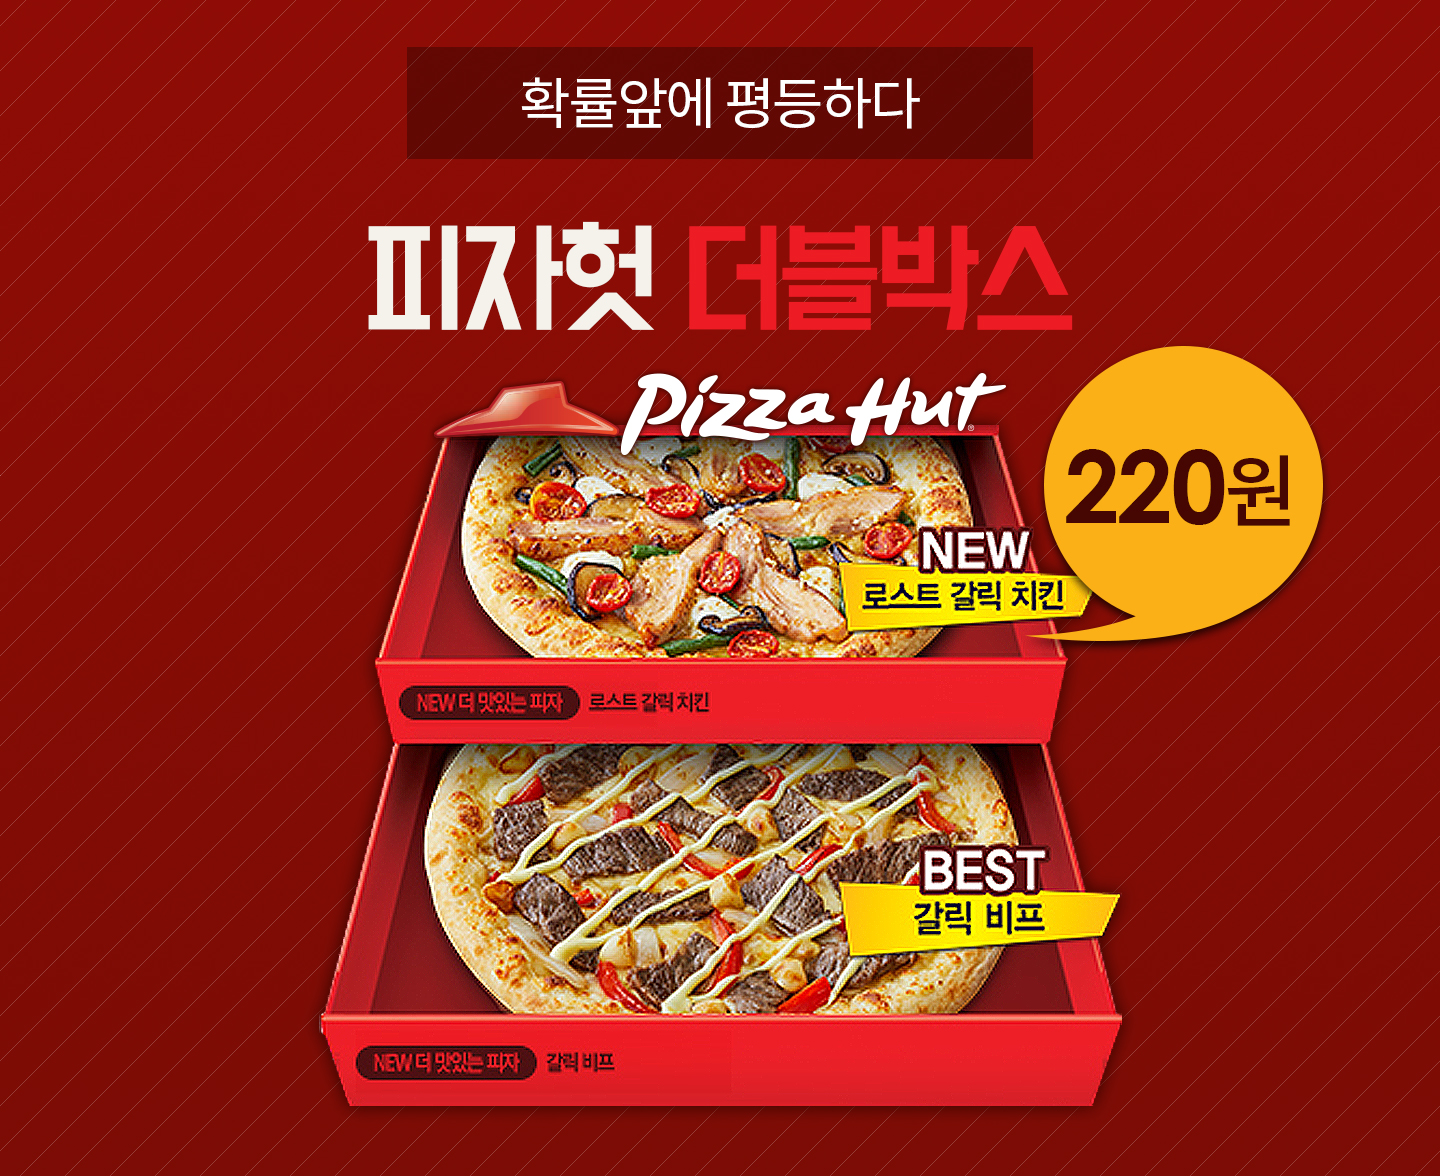 확률앞에 평등하다
피자헛 더블박스
Pizza Hut
220원
NEW
로스트 갈릭 치킨
NEW 더 맛있는 피자 로스트 갈릭 치킨
BEST
갈릭 비프
NEW 더 맛있는 피자 갈릭 비프